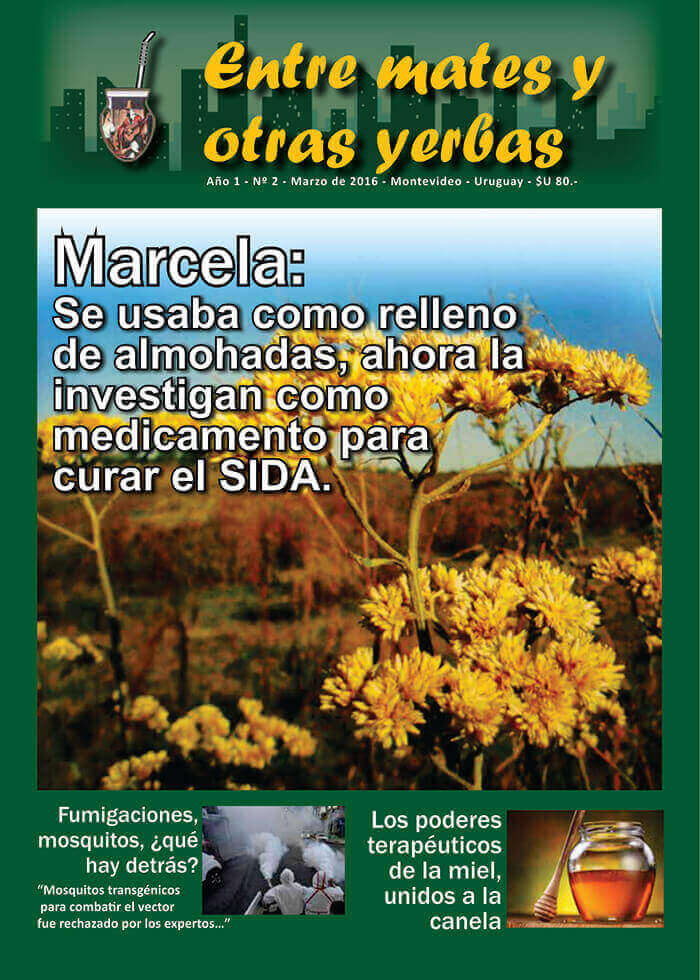 Entre mates y
otras yerbas
Año 1 - Nº 2 - Marzo de 2016 - Montevideo - Uruguay - $U 80.-
Marcela:
Se usaba como relleno
de almohadas, ahora la
investigan como
medicamento para
curar el SIDA.
Fumigaciones,
mosquitos, ¿qué
hay detrás?
“Mosquitos transgénicos
para combatir el vector
fue rechazado por los expertos...”
Los poderes
terapéuticos
de la miel,
unidos a la
canela